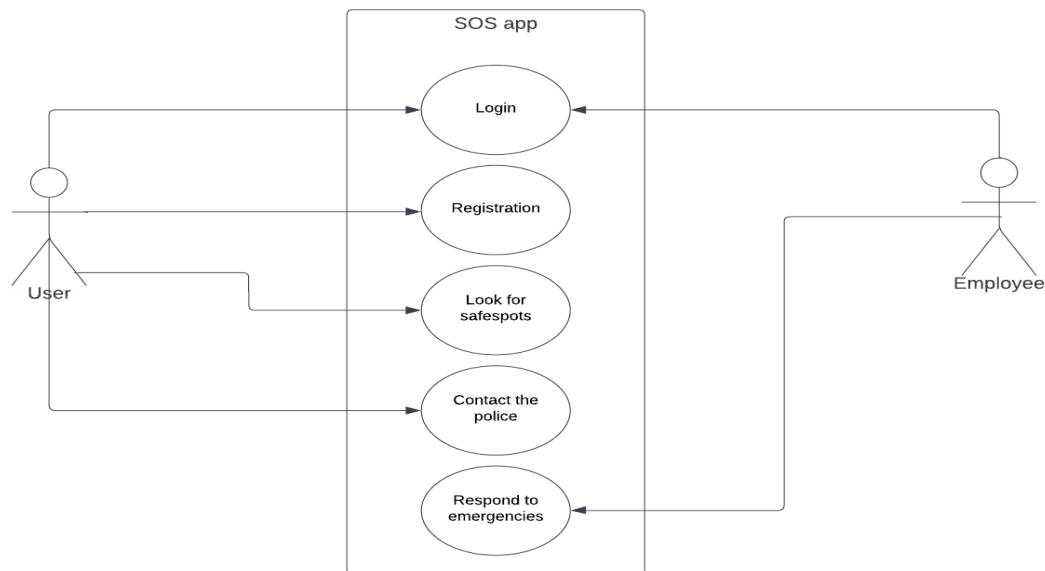 SOS app
Login
Registration
Look for
safespots
Contact the
police
Respond to
emergencies
User
Employee